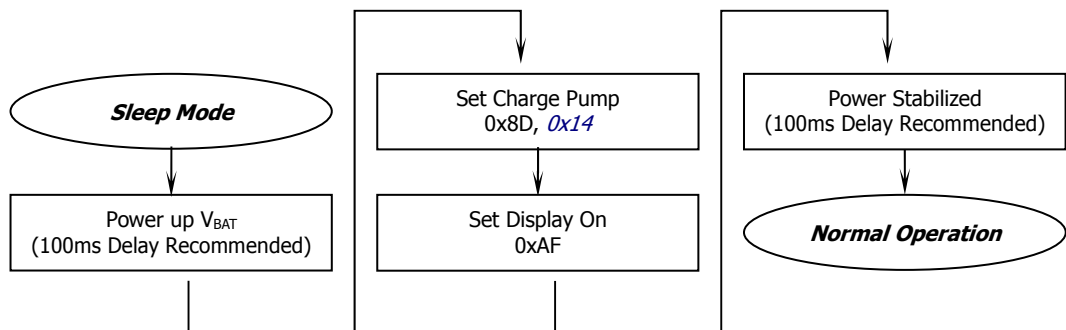 Sleep Mode
Power up VBAT
(100ms Delay Recommended)
Set Charge Pump
0x8D, 0x14
Set Display On
0xAF
Power Stabilized
(100ms Delay Recommended)
Normal Operation